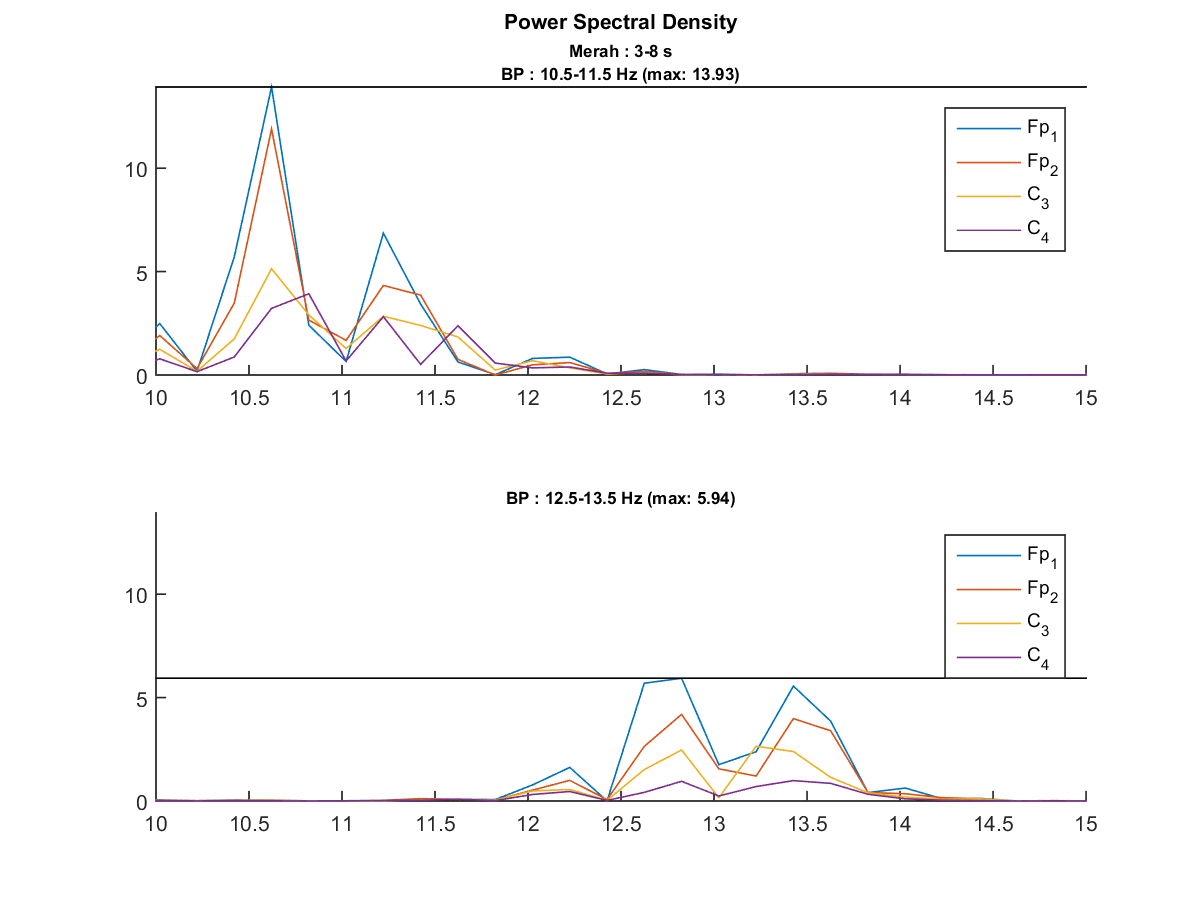 Power Spectral Density
Merah : 3-8 s
BP : 10.5-11.5 Hz (max: 13.93)
Fp1
Fp2
C3
C4
10
5
0
10 10.5 11 11.5 12 12.5 13 13.5 14 14.5 15
BP : 12.5-13.5 Hz (max: 5.94)
Fp1
Fp2
C3
C4
10
5
0
10 10.5 11 11.5 12 12.5 13 13.5 14 14.5 15